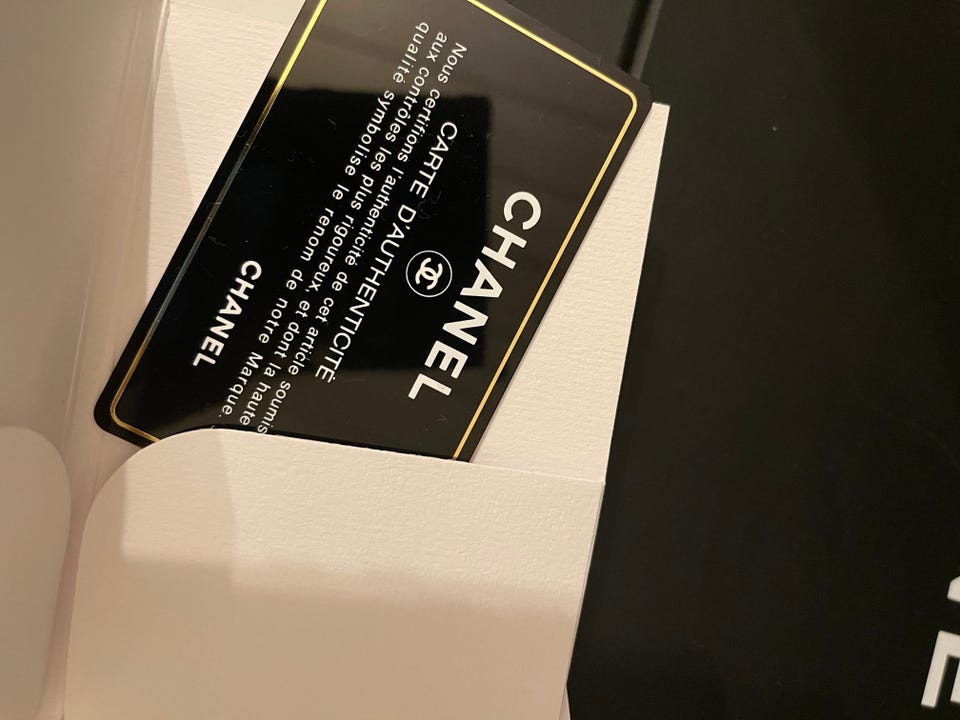 CHANEL
CARTE D'AUTHENTICITÉ
Nous certifions l'authenticité de cet article soumis
aux contrôles les plus rigoureux, et dont la haute
qualité symbolise le renom de notre Marque.
CHANEL
E